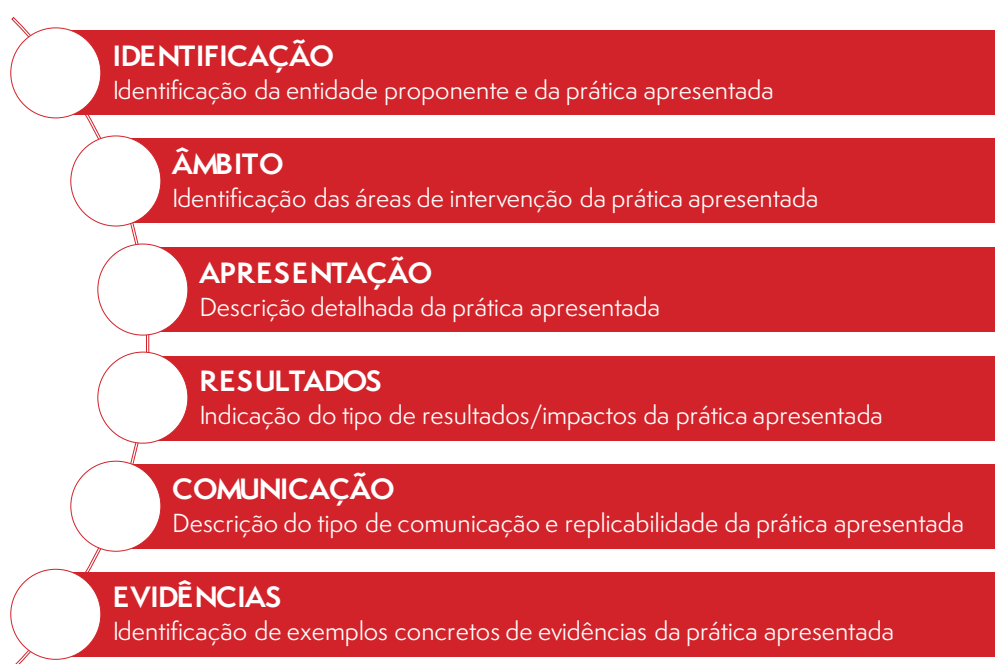 IDENTIFICAÇÃO
Identificação da entidade proponente e da prática apresentada
ÂMBITO
Identificação das áreas de intervenção da prática apresentada
APRESENTAÇÃO
Descrição detalhada da prática apresentada
RESULTADOS
Indicação do tipo de resultados/impactos da prática apresentada
COMUNICAÇÃO
Descrição do tipo de comunicação e replicabilidade da prática apresentada
EVIDÊNCIAS
Identificação de exemplos concretos de evidências da prática apresentada